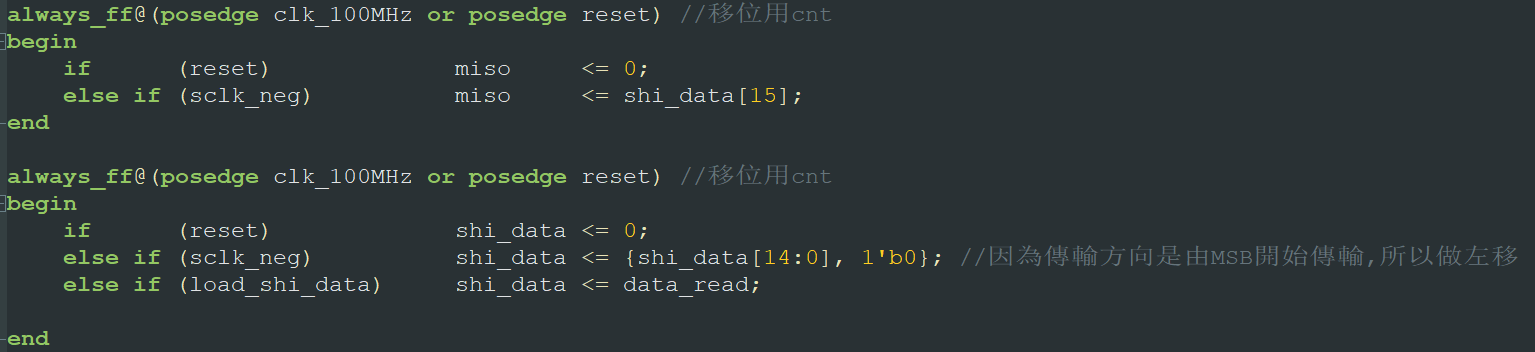 always_ff@(posedge clk_100MHz or posedge reset) //移位用cnt
begin
    if      (reset)             miso     <= 0;
    else if (sclk_neg)          miso     <= shi_data[15];
end

always_ff@(posedge clk_100MHz or posedge reset) //移位用cnt
begin
    if      (reset)             shi_data <= 0;
    else if (sclk_neg)          shi_data <= {shi_data[14:0], 1'b0}; //因為傳輸方向是由MSB開始傳輸,所以做左移
    else if (load_shi_data)     shi_data <= data_read;

end